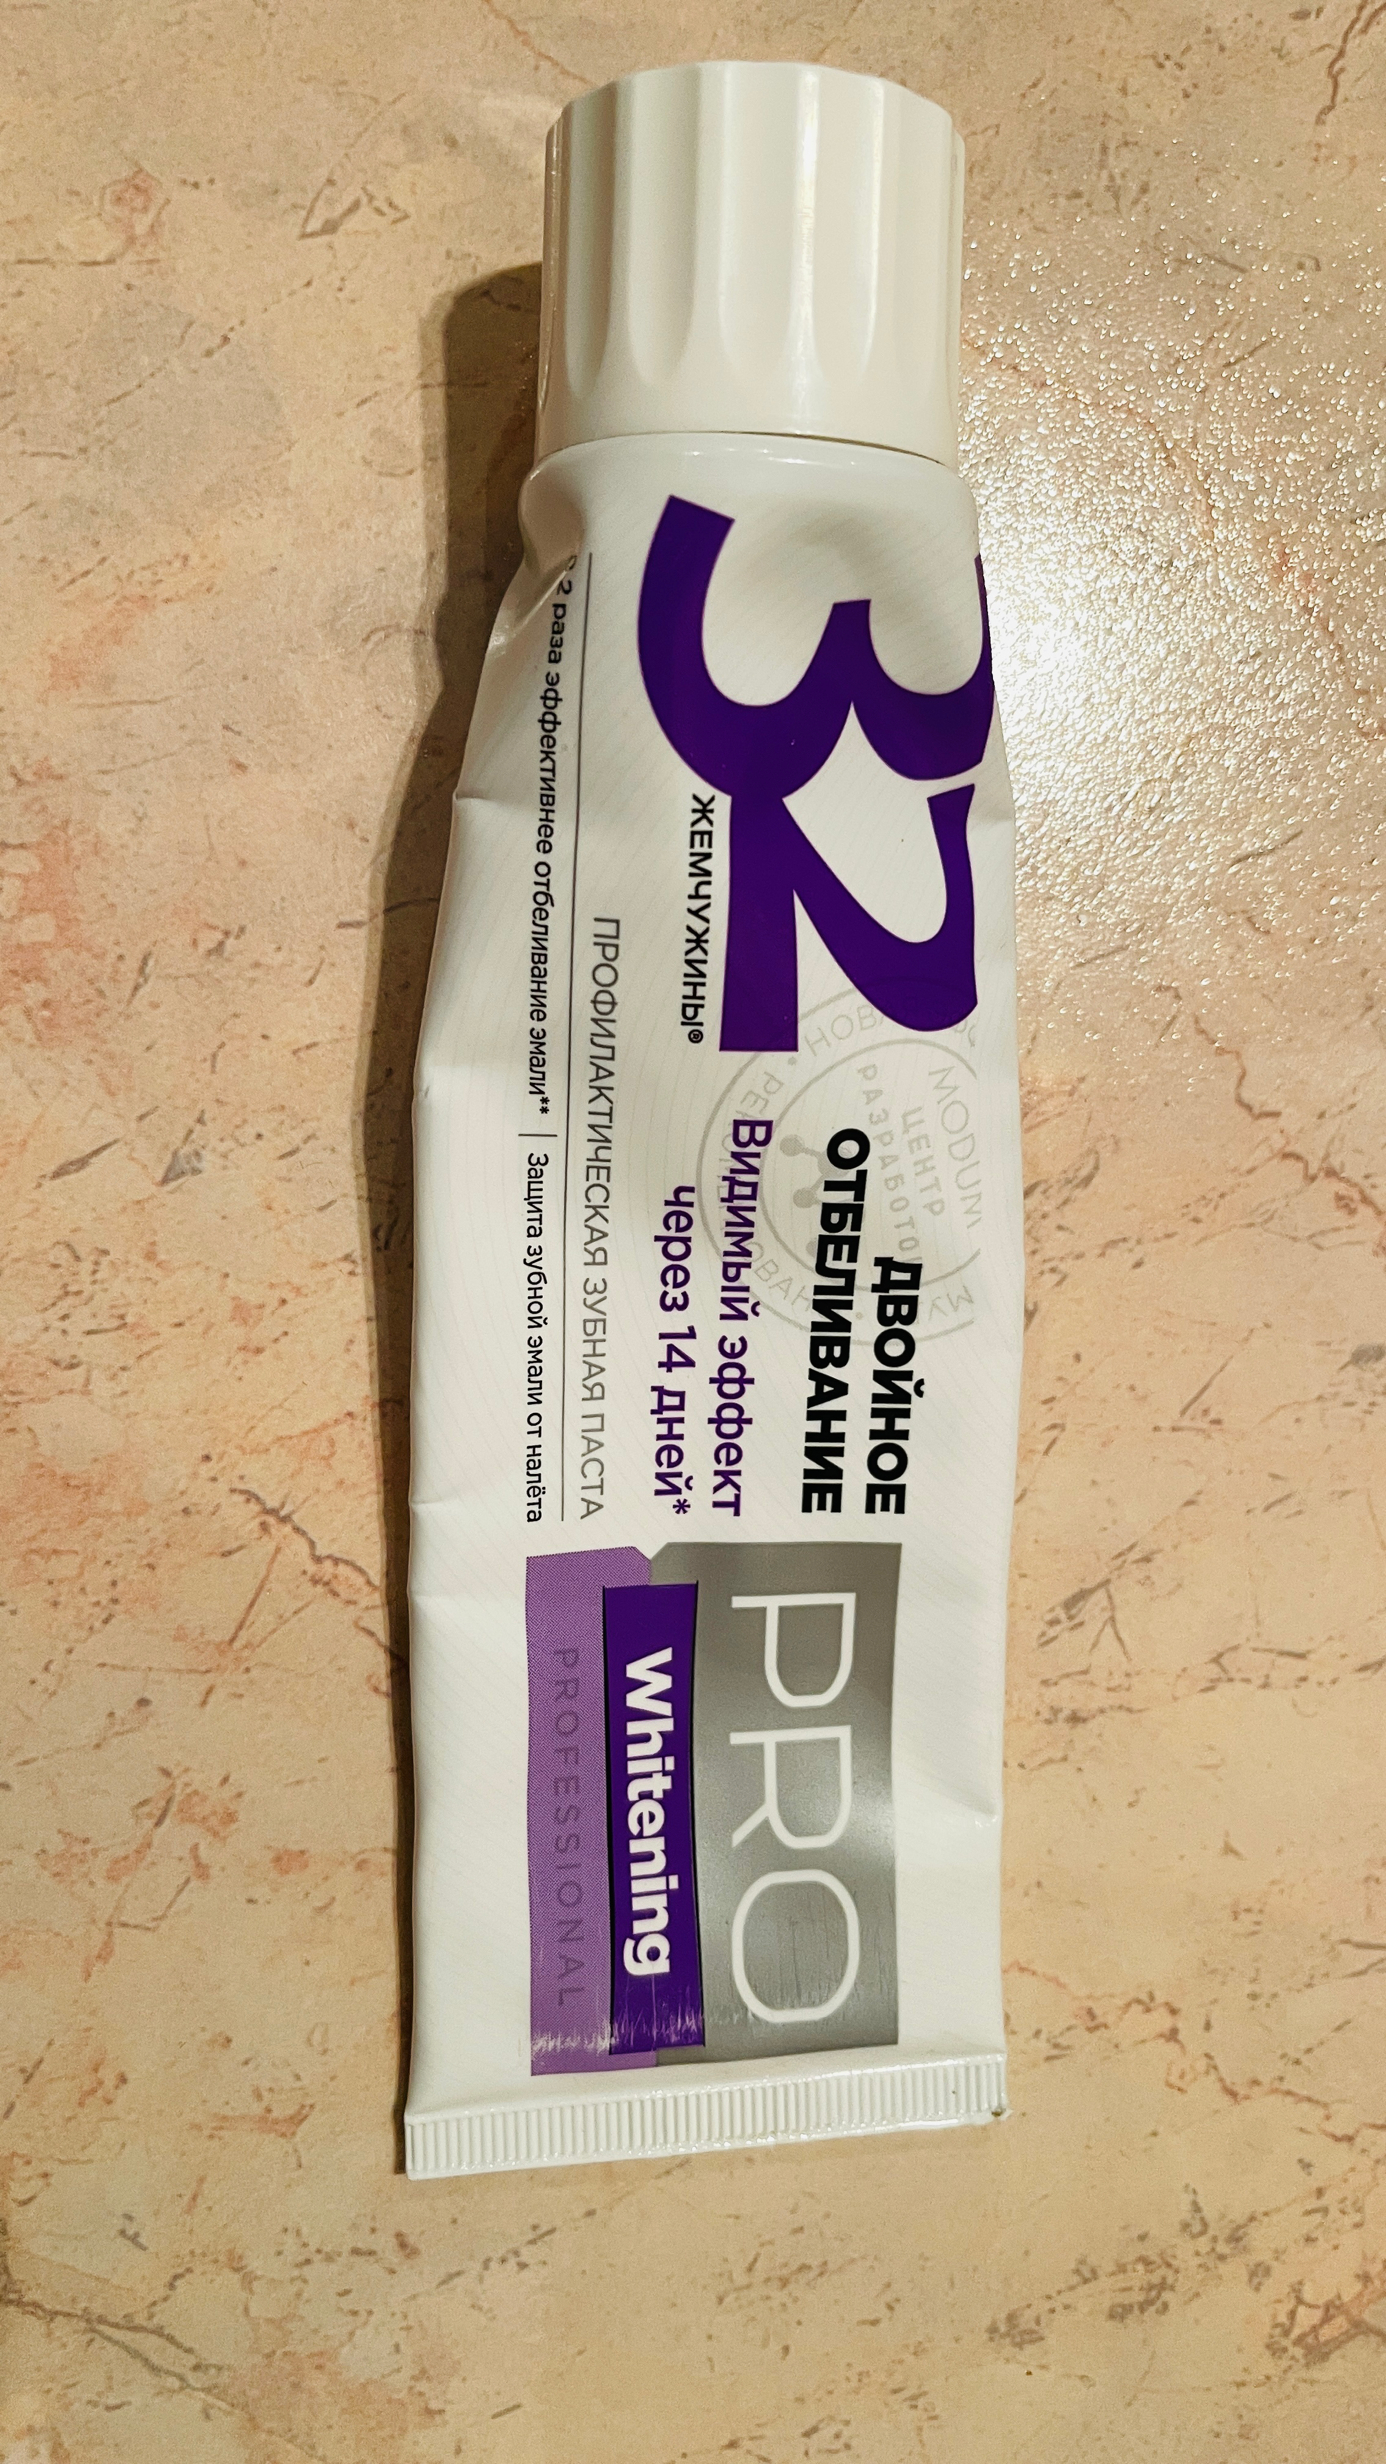 32
ЖЕМЧУЖИНЫ®
ДВОЙНОЕ
ОТБЕЛИВАНИЕ
Видимый эффект
через 14 дней*
MODUM
ЦЕНТР
РАЗРАБОТОК
ПРОФИЛАКТИЧЕСКАЯ ЗУБНАЯ ПАСТА
2 раза эффективнее отбеливание эмали** | Защита зубной эмали от налёта
PRO
Whitening
PROFESSIONAL